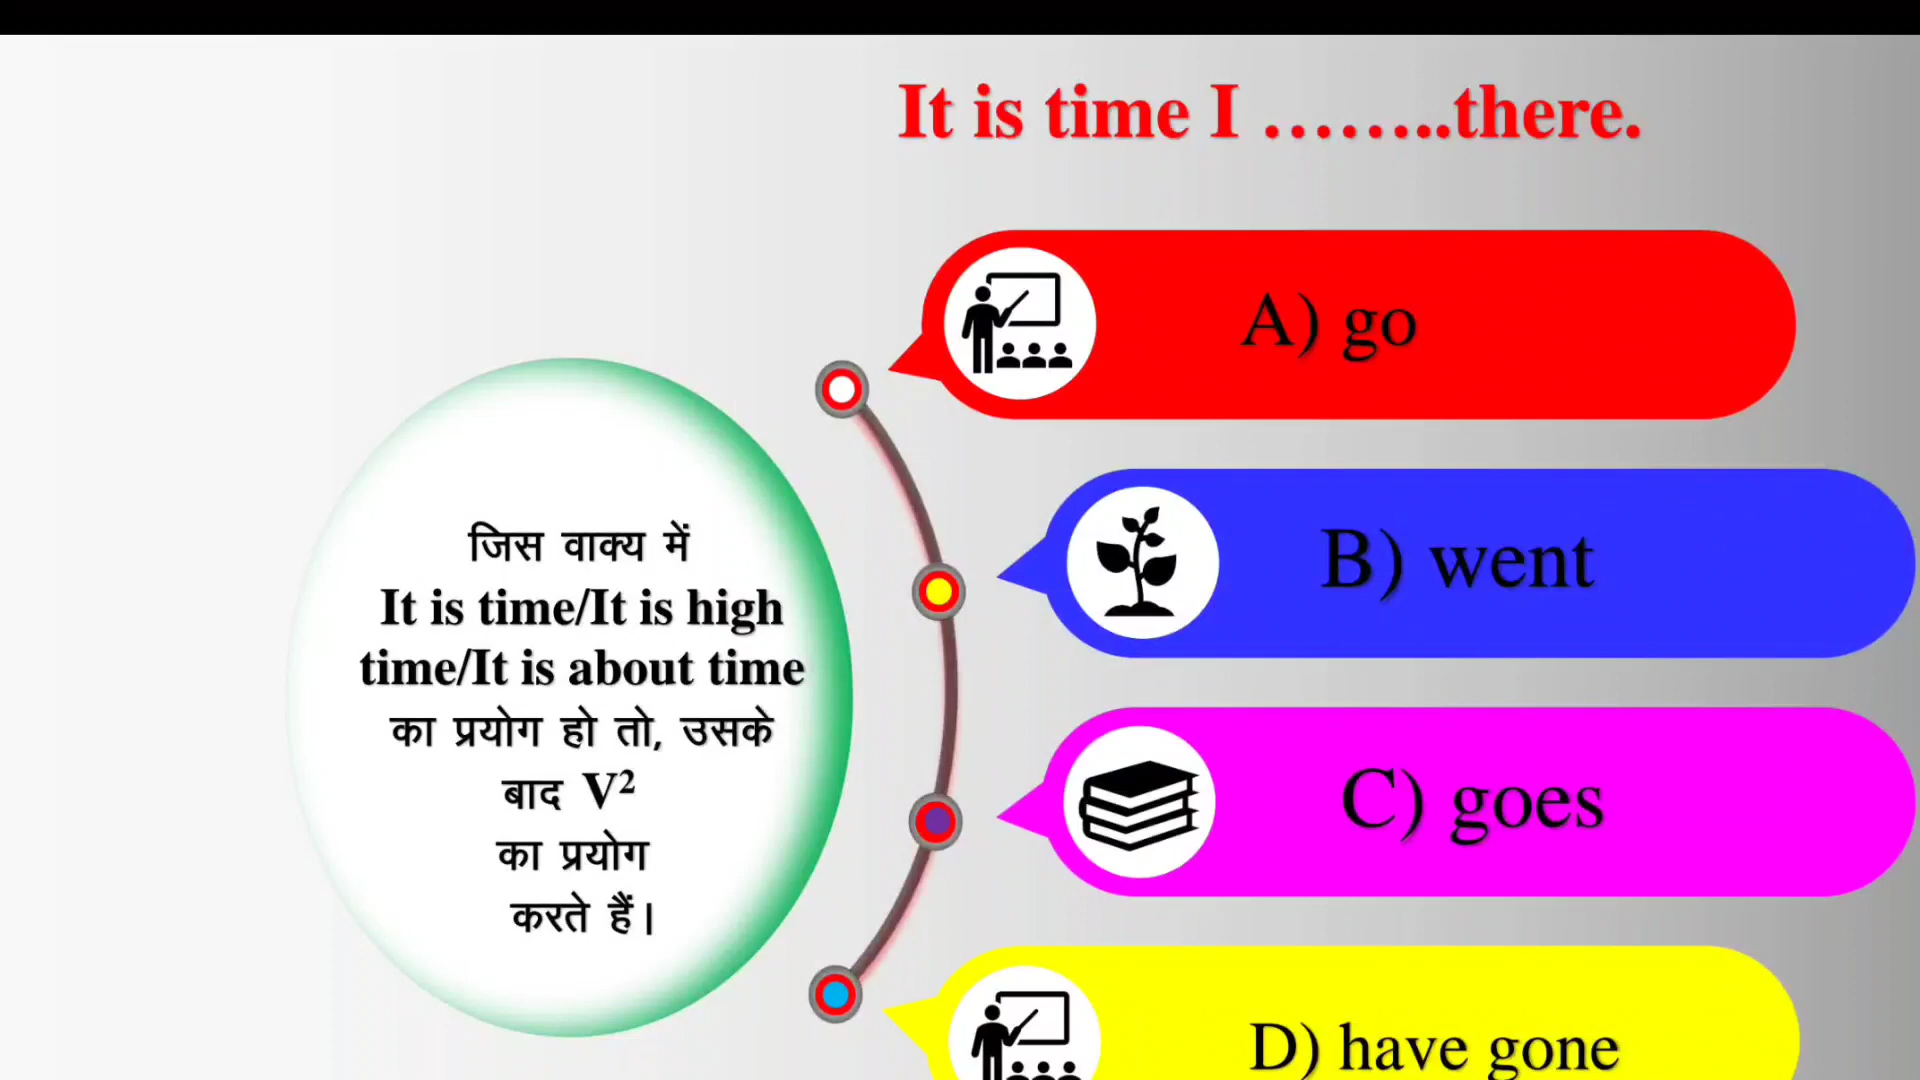 It is time I ……..there.
A) go
B) went
C) goes
D) have gone
जिस वाक्य में
It is time/It is high
time/It is about time
का प्रयोग हो तो, उसके
बाद V²
का प्रयोग
करते हैं।